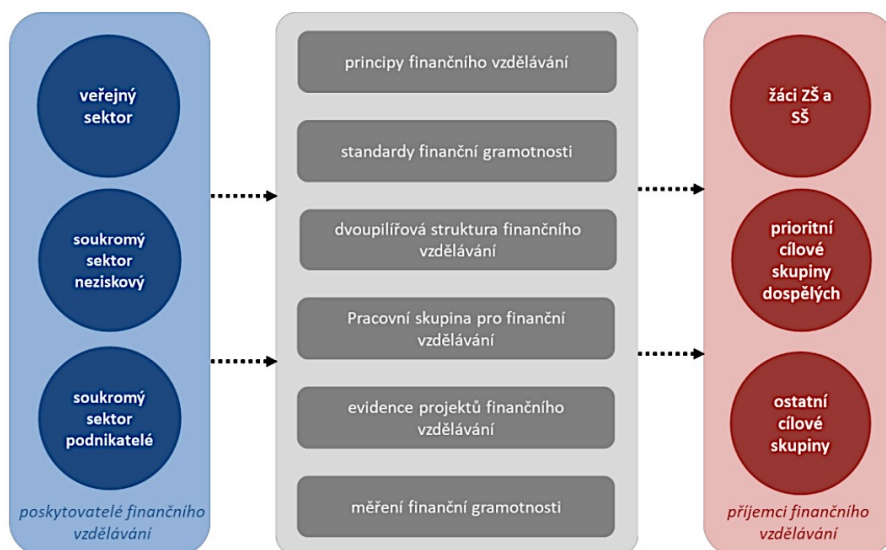 veřejný
sektor
soukromý
sektor
neziskový
soukromý
sektor
podnikatelé
poskytovatelé finančního
vzdělávání
principy finančního vzdělávání
standardy finanční gramotnosti
dvoupilířová struktura finančního
vzdělávání
Pracovní skupina pro finanční
vzdělávání
evidence projektů finančního
vzdělávání
měření finanční gramotnosti
žáci ZŠ a
SŠ
prioritní
cílové
skupiny
dospělých
ostatní
cílové
skupiny
příjemci finančního
vzdělávání